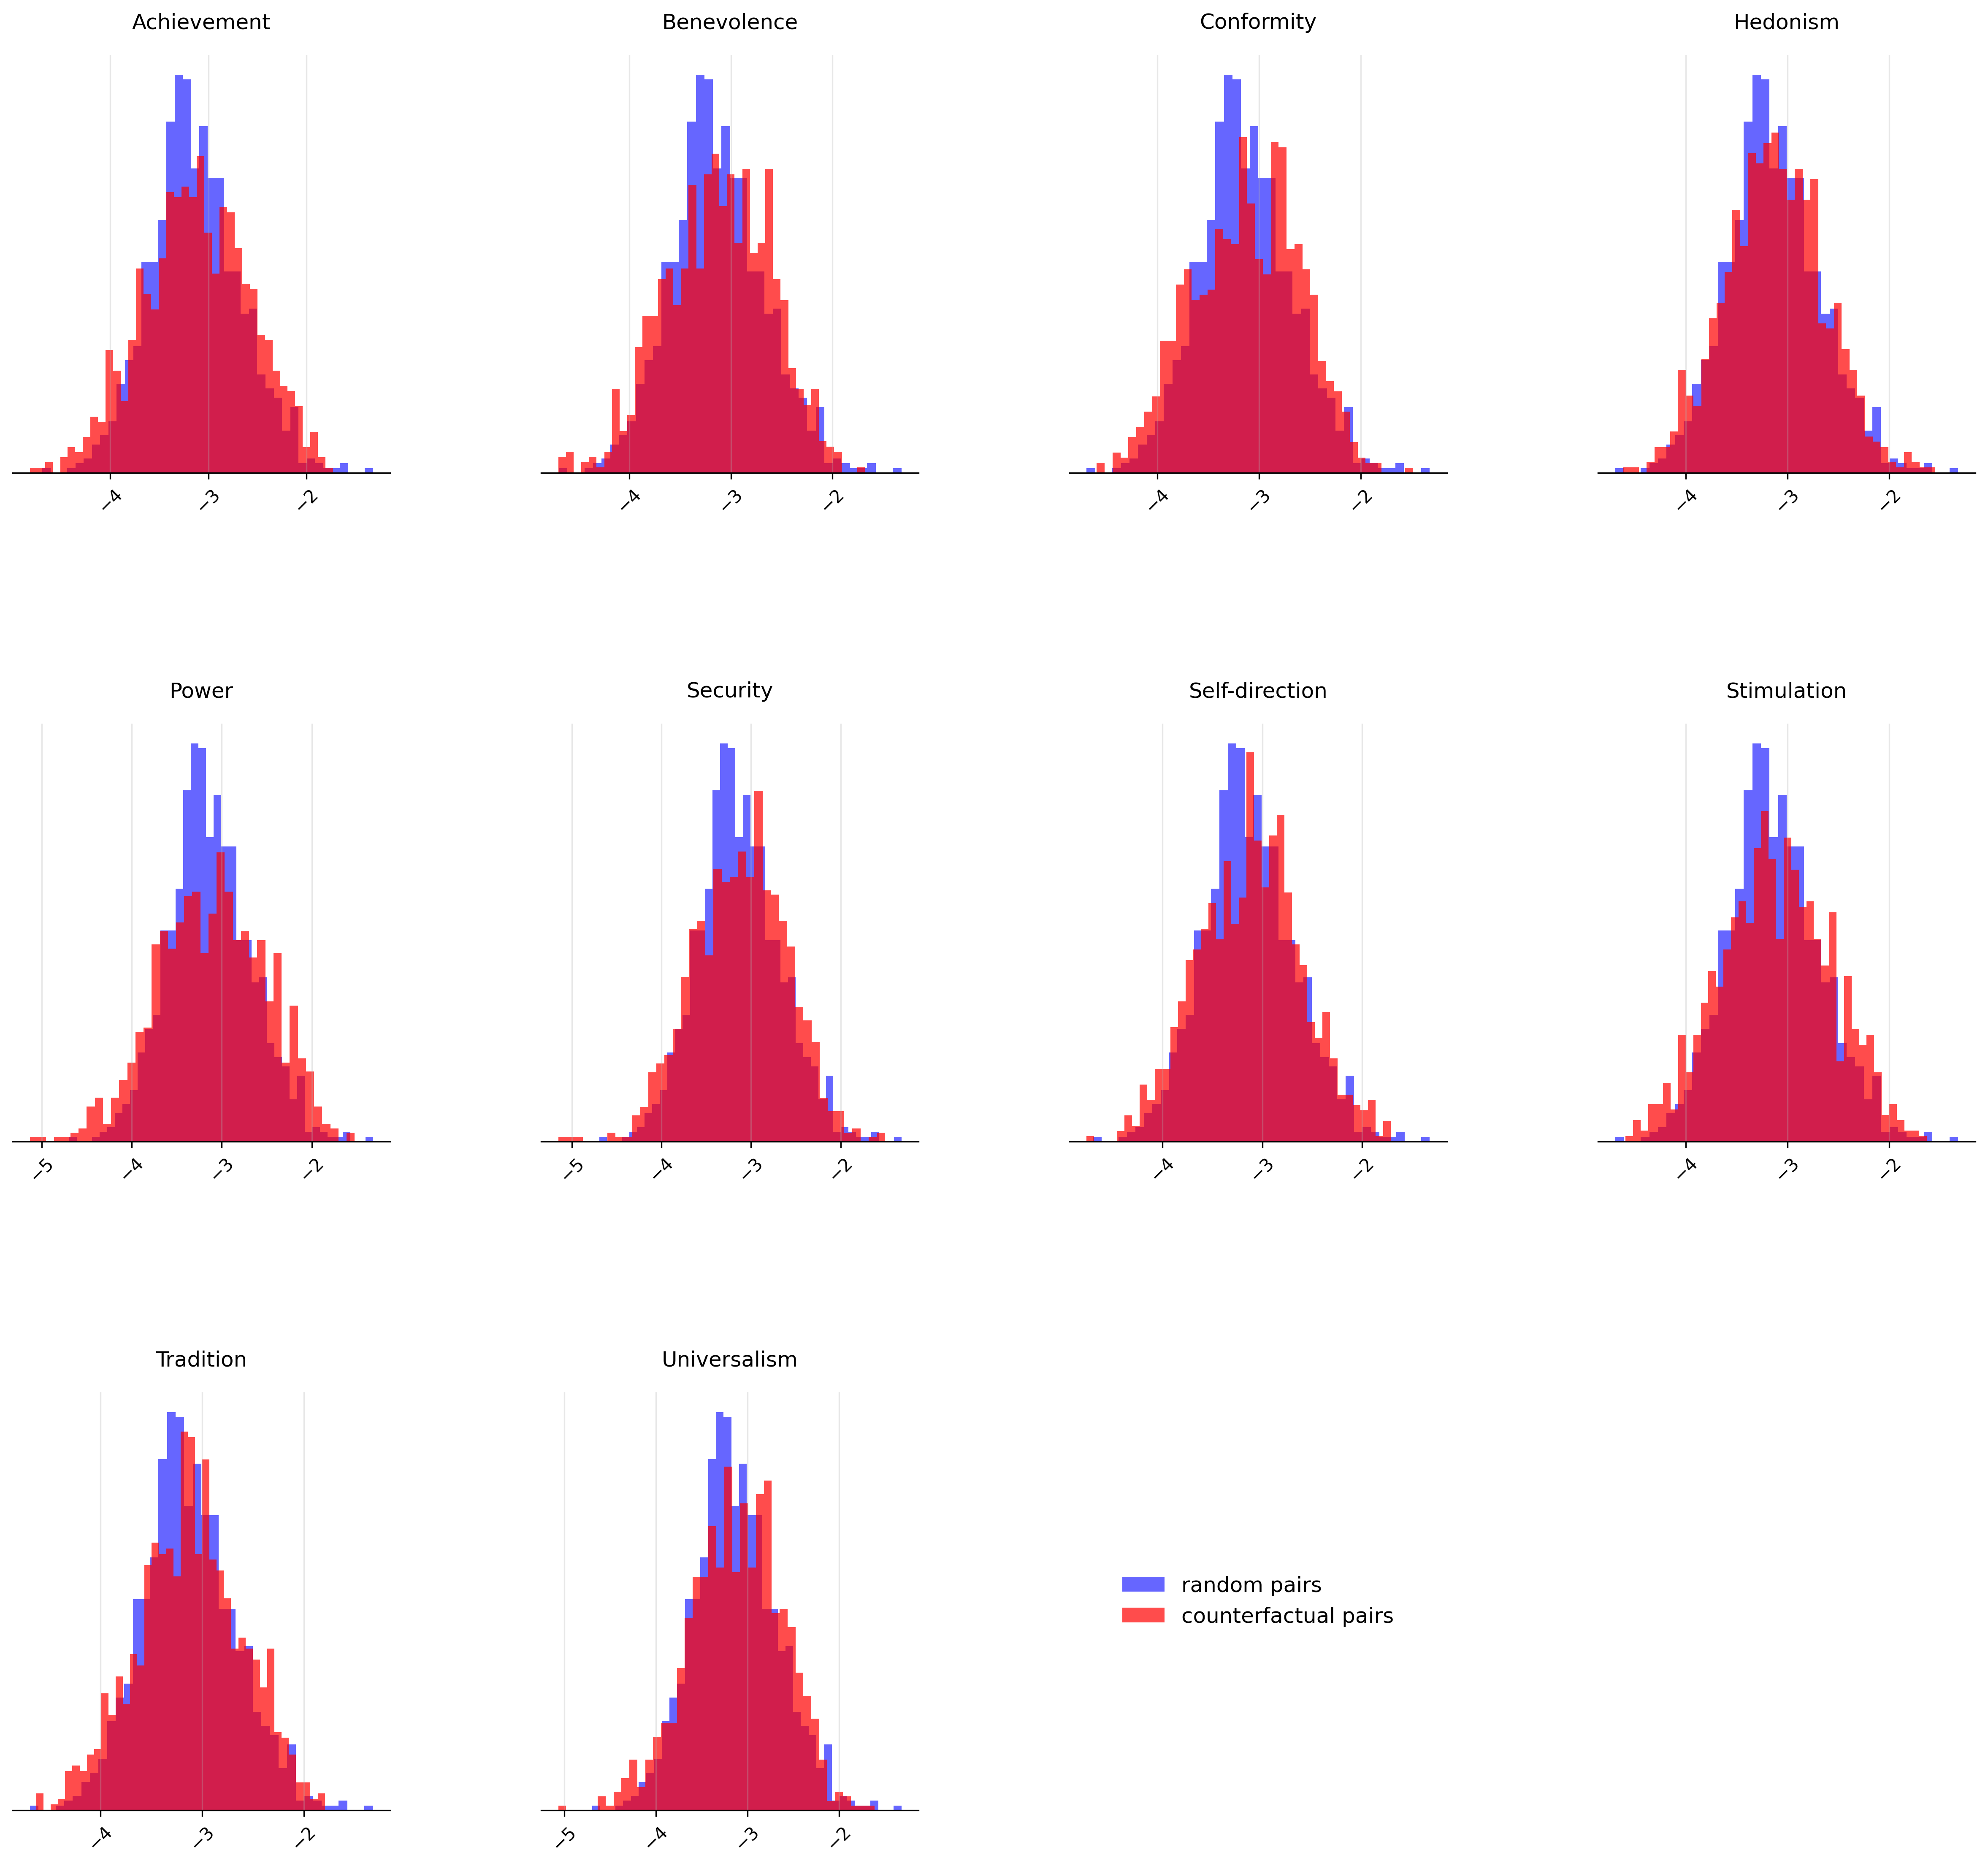 Achievement
Benevolence
Conformity
Hedonism
−4 −3 −2
−4 −3 −2
−4 −3 −2
−4 −3 −2
Power
Security
Self-direction
Stimulation
−5 −4 −3 −2
−5 −4 −3 −2
−4 −3 −2
−4 −3 −2
Tradition
Universalism
random pairs
counterfactual pairs
−4 −3 −2
−5 −4 −3 −2